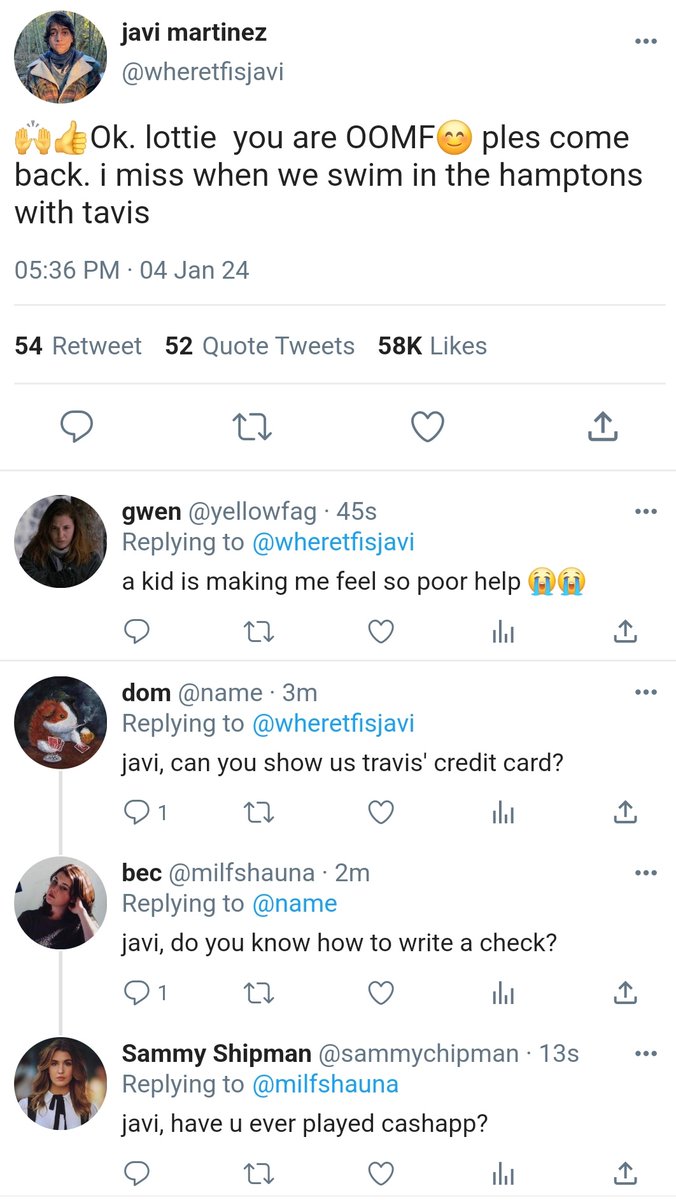 javi martinez
@wheretfisjavi
🙌👍Ok. lottie  you are OOMF😊 ples come
back. i miss when we swim in the hamptons
with tavis
05:36 PM · 04 Jan 24
54 Retweet 52 Quote Tweets 58K Likes
gwen @yellowfag · 45s
Replying to @wheretfisjavi
a kid is making me feel so poor help 😭😭
dom @name · 3m
Replying to @wheretfisjavi
javi, can you show us travis' credit card?
1
bec @milfshauna · 2m
Replying to @name
javi, do you know how to write a check?
1
Sammy Shipman @sammychipman · 13s
Replying to @milfshauna
javi, have u ever played cashapp?